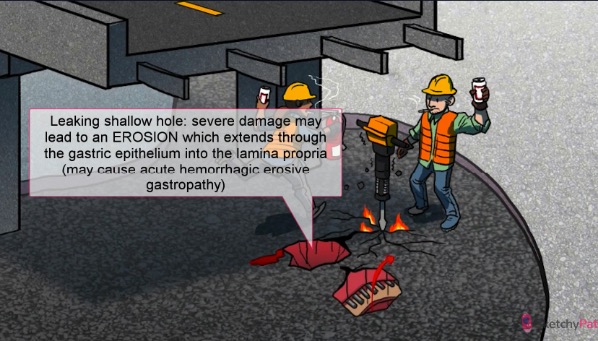 Leaking shallow hole: severe damage may
lead to an EROSION which extends through
the gastric epithelium into the lamina propria
(may cause acute hemorrhagic erosive
gastropathy)
ketchyPat